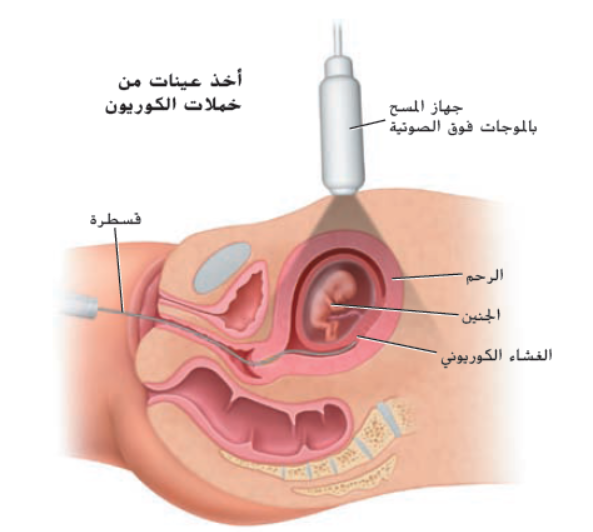 أخذ عينات من
خملات الكوريون
جهاز المسح
بالموجات فوق الصوتية
قسطرة
الرحم
الجنين
الغشاء الكوريوني